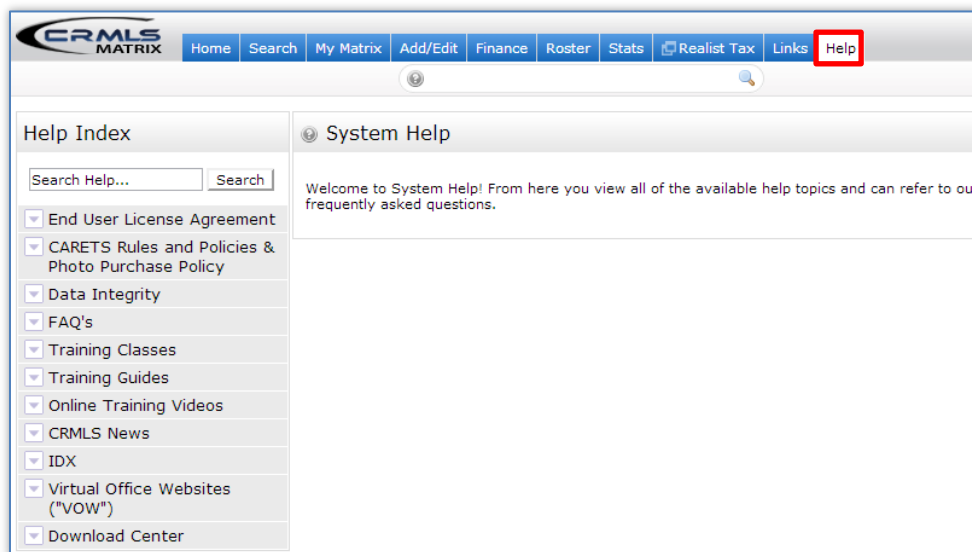 CRMLS
MATRIX
Home Search My Matrix Add/Edit Finance Roster Stats Realist Tax Links Help
Help Index
System Help
Search Help... Search
Welcome to System Help! From here you view all of the available help topics and can refer to ou
frequently asked questions.
End User License Agreement
CARETS Rules and Policies &
Photo Purchase Policy
Data Integrity
FAQ's
Training Classes
Training Guides
Online Training Videos
CRMLS News
IDX
Virtual Office Websites
("VOW")
Download Center